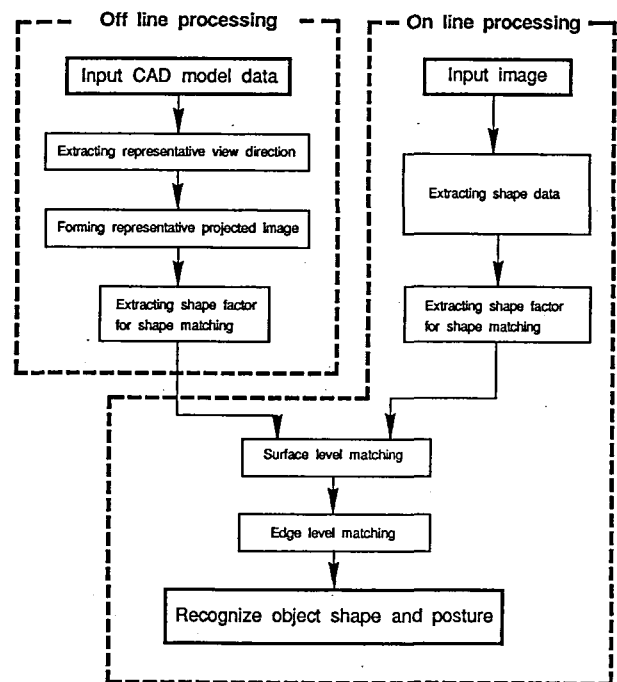 Off line processing
Input CAD model data
Extracting representative view direction
Forming representative projected image
Extracting shape factor
for shape matching
On line processing
Input image
Extracting shape data
Extracting shape factor
for shape matching
Surface level matching
Edge level matching
Recognize object shape and posture